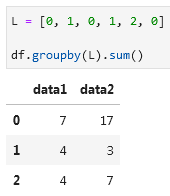 L = [0, 1, 0, 1, 2, 0]
df.groupby(L).sum()
data1 data2
0 7 17
1 4 3
2 4 7